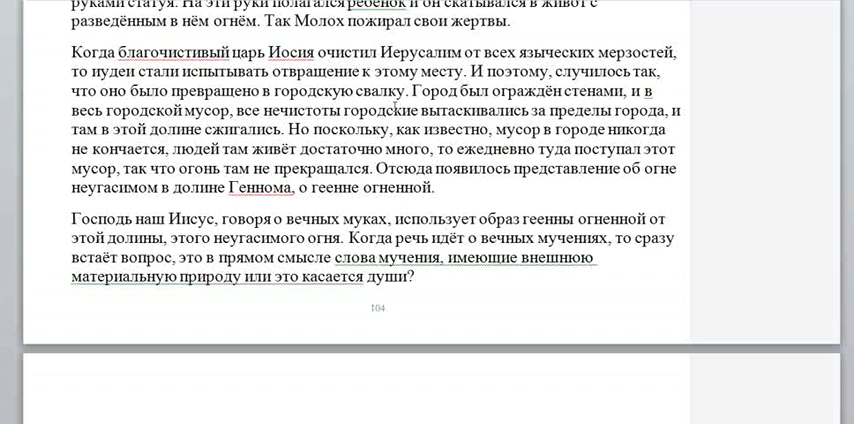 руками статуя. На эти руки полагался ребёнок и он скатывался в живот с
разведённым в нём огнём. Так Молох пожирал свои жертвы.
Когда благочистивый царь Иосия очистил Иерусалим от всех языческих мерзостей,
то иудеи стали испытывать отвращение к этому месту. И поэтому, случилось так,
что оно было превращено в городскую свалку. Город был ограждён стенами, и в
весь городской мусор, все нечистоты городские вытаскивались за пределы города, и
там в этой долине сжигались. Но поскольку, как известно, мусор в городе никогда
не кончается, людей там живёт достаточно много, то ежедневно туда поступал этот
мусор, так что огонь там не прекращался. Отсюда появилось представление об огне
неугасимом в долине Геннома, о геенне огненной.
Господь наш Иисус, говоря о вечных муках, использует образ геенны огненной от
этой долины, этого неугасимого огня. Когда речь идёт о вечных мучениях, то сразу
встаёт вопрос, это в прямом смысле слова мучения, имеющие внешнюю
материальную природу или это касается души?
104